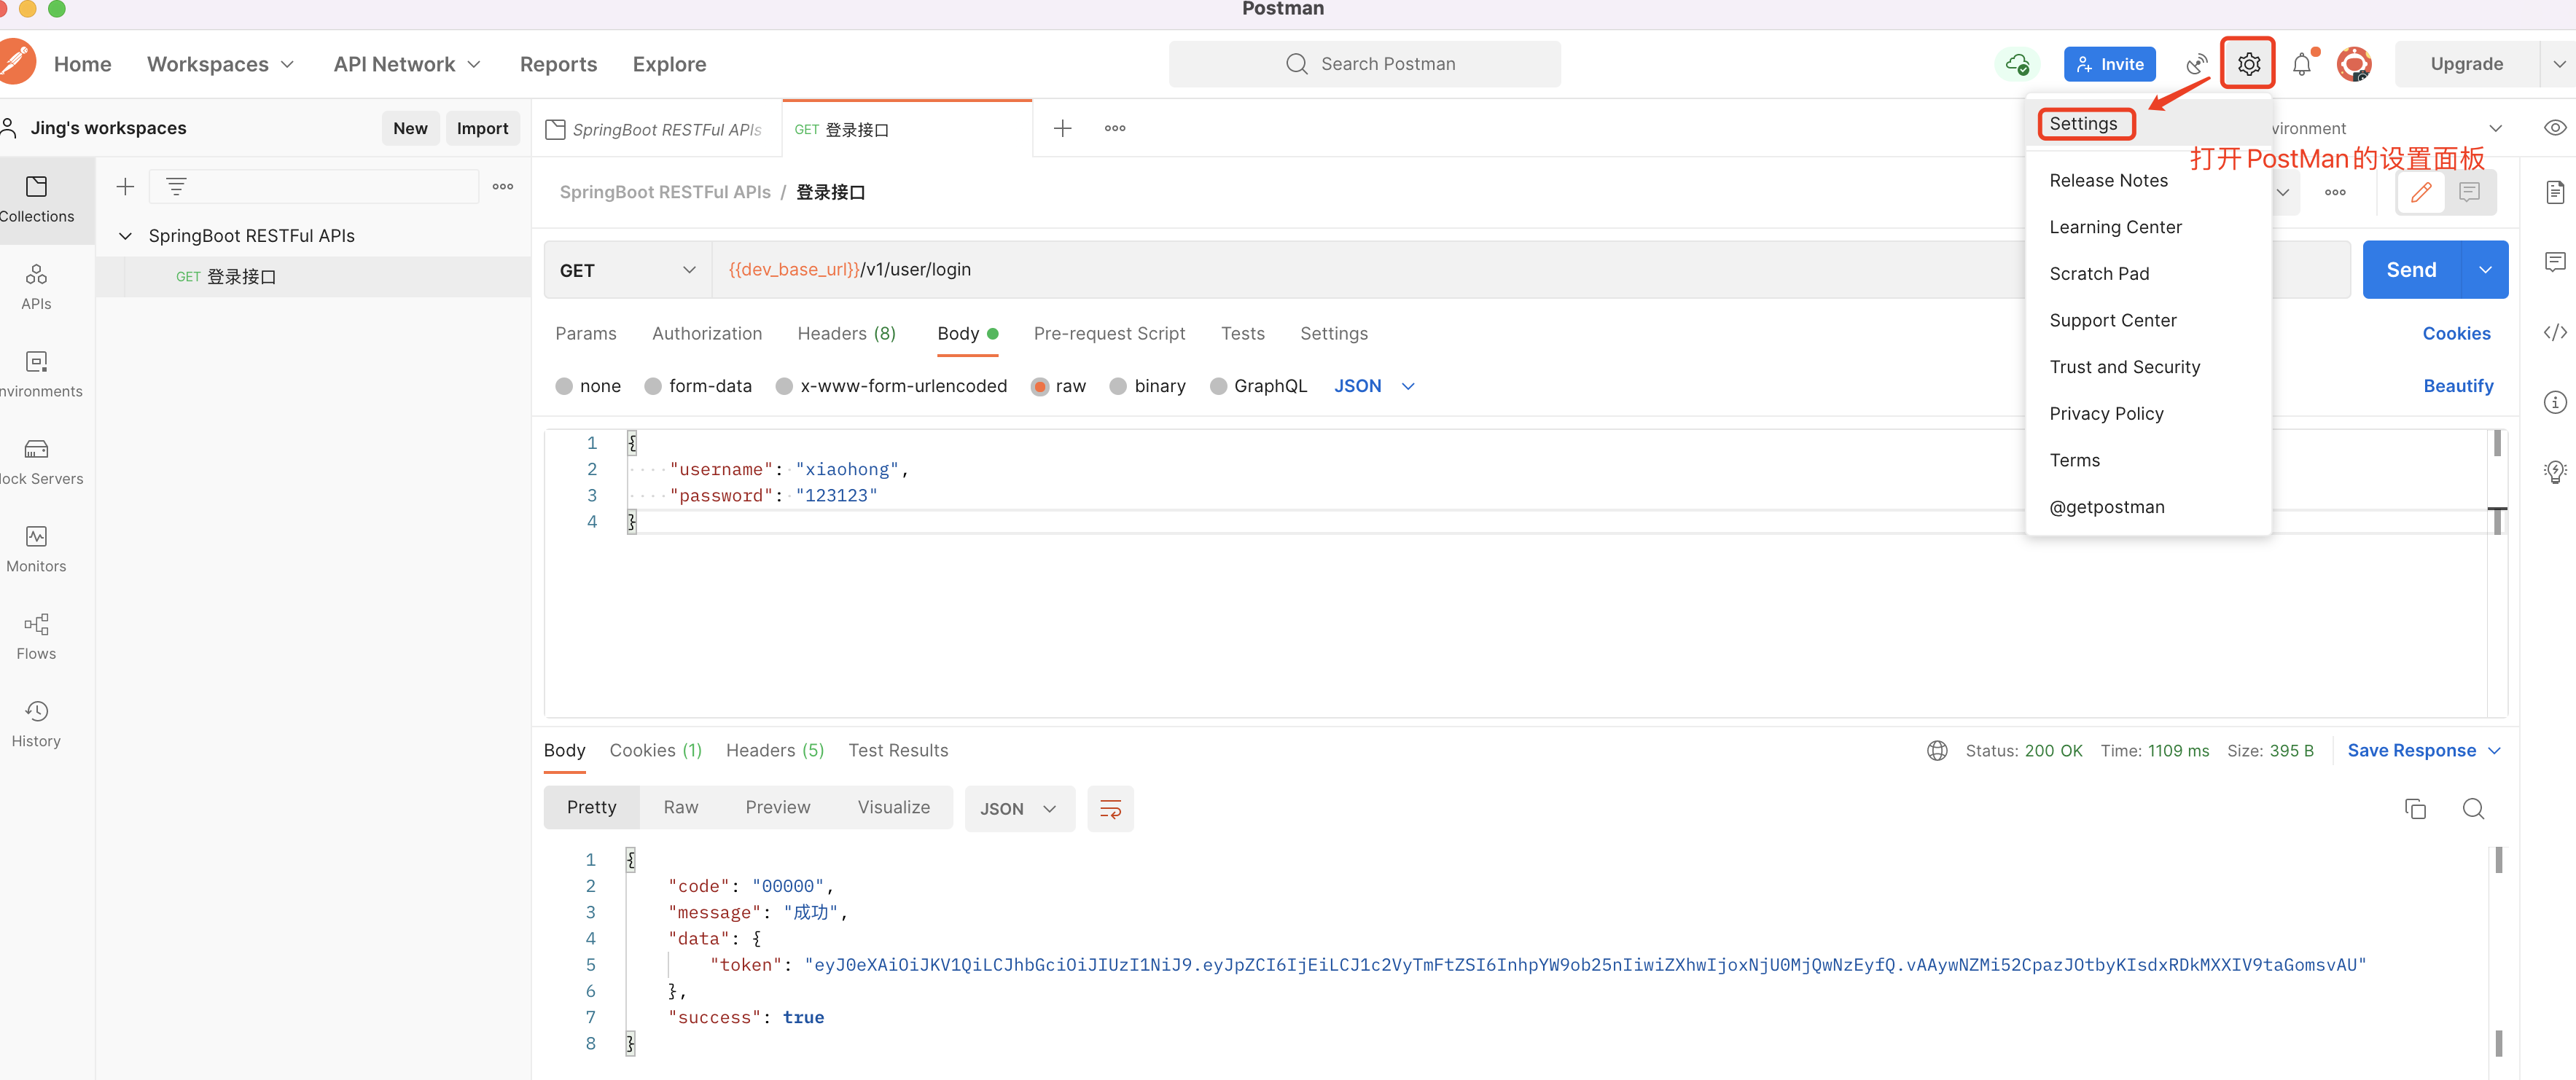 Postman
Home Workspaces API Network Reports Explore Search Postman Invite Upgrade
Jing's workspaces New Import SpringBoot RESTFul APIs GET 登录接口 Settings vironment
打开PostMan的设置面板
Collections
SpringBoot RESTFul APIs / 登录接口
Release Notes
SpringBoot RESTFul APIs
Learning Center
GET 登录接口
GET {{dev_base_url}}/v1/user/login Send
Scratch Pad
APIs
Support Center
Params Authorization Headers (8) Body Pre-request Script Tests Settings Cookies
Trust and Security
nvironments
none form-data x-www-form-urlencoded raw binary GraphQL JSON Beautify
Privacy Policy
1 {
Terms
2 "username": "xiaohong",
ock Servers
3 "password": "123123"
@getpostman
4 }
Monitors
Flows
History
Body Cookies (1) Headers (5) Test Results Status: 200 OK Time: 1109 ms Size: 395 B Save Response
Pretty Raw Preview Visualize JSON
1 {
2 "code": "00000",
3 "message": "成功",
4 "data": {
5 "token": "eyJ0eXAiOiJKV1QiLCJhbGciOiJIUzI1NiJ9.eyJpZCI6IjEiLCJ1c2VyTmFtZSI6InhpYW9ob25nIiwiZXhwIjoxNjU0MjQwNzEyfQ.vAAywNZMi52CpazJOtbyKIsdxRDkMXXIV9taGomsvAU"
6 },
7 "success": true
8 }